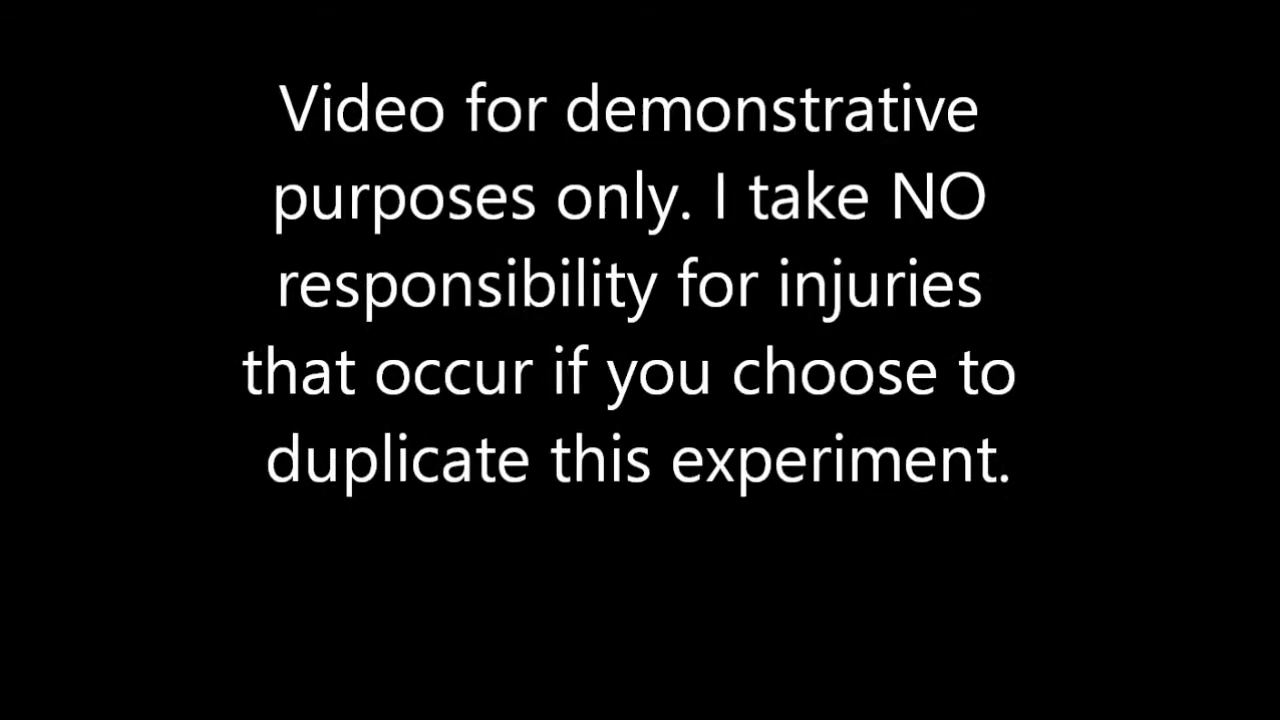 Video for demonstrative
purposes only. I take NO
responsibility for injuries
that occur if you choose to
duplicate this experiment.